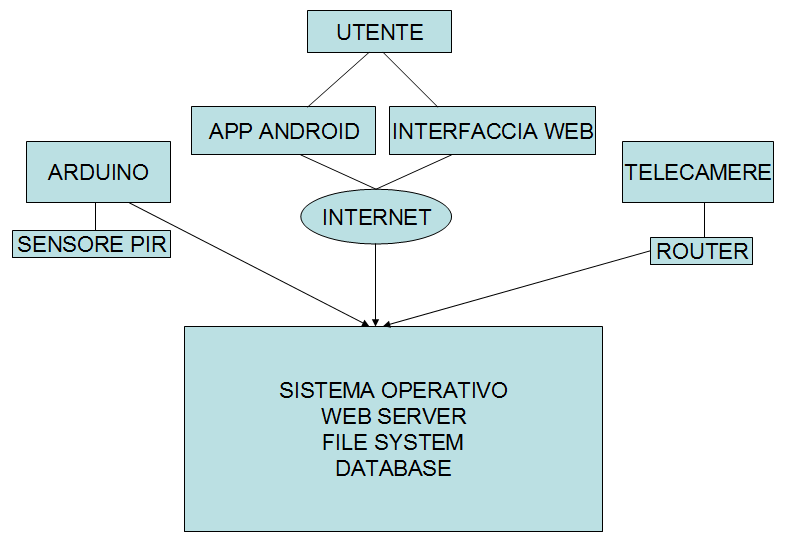 UTENTE
APP ANDROID
INTERFACCIA WEB
ARDUINO
TELECAMERE
INTERNET
SENSORE PIR
ROUTER
SISTEMA OPERATIVO
WEB SERVER
FILE SYSTEM
DATABASE